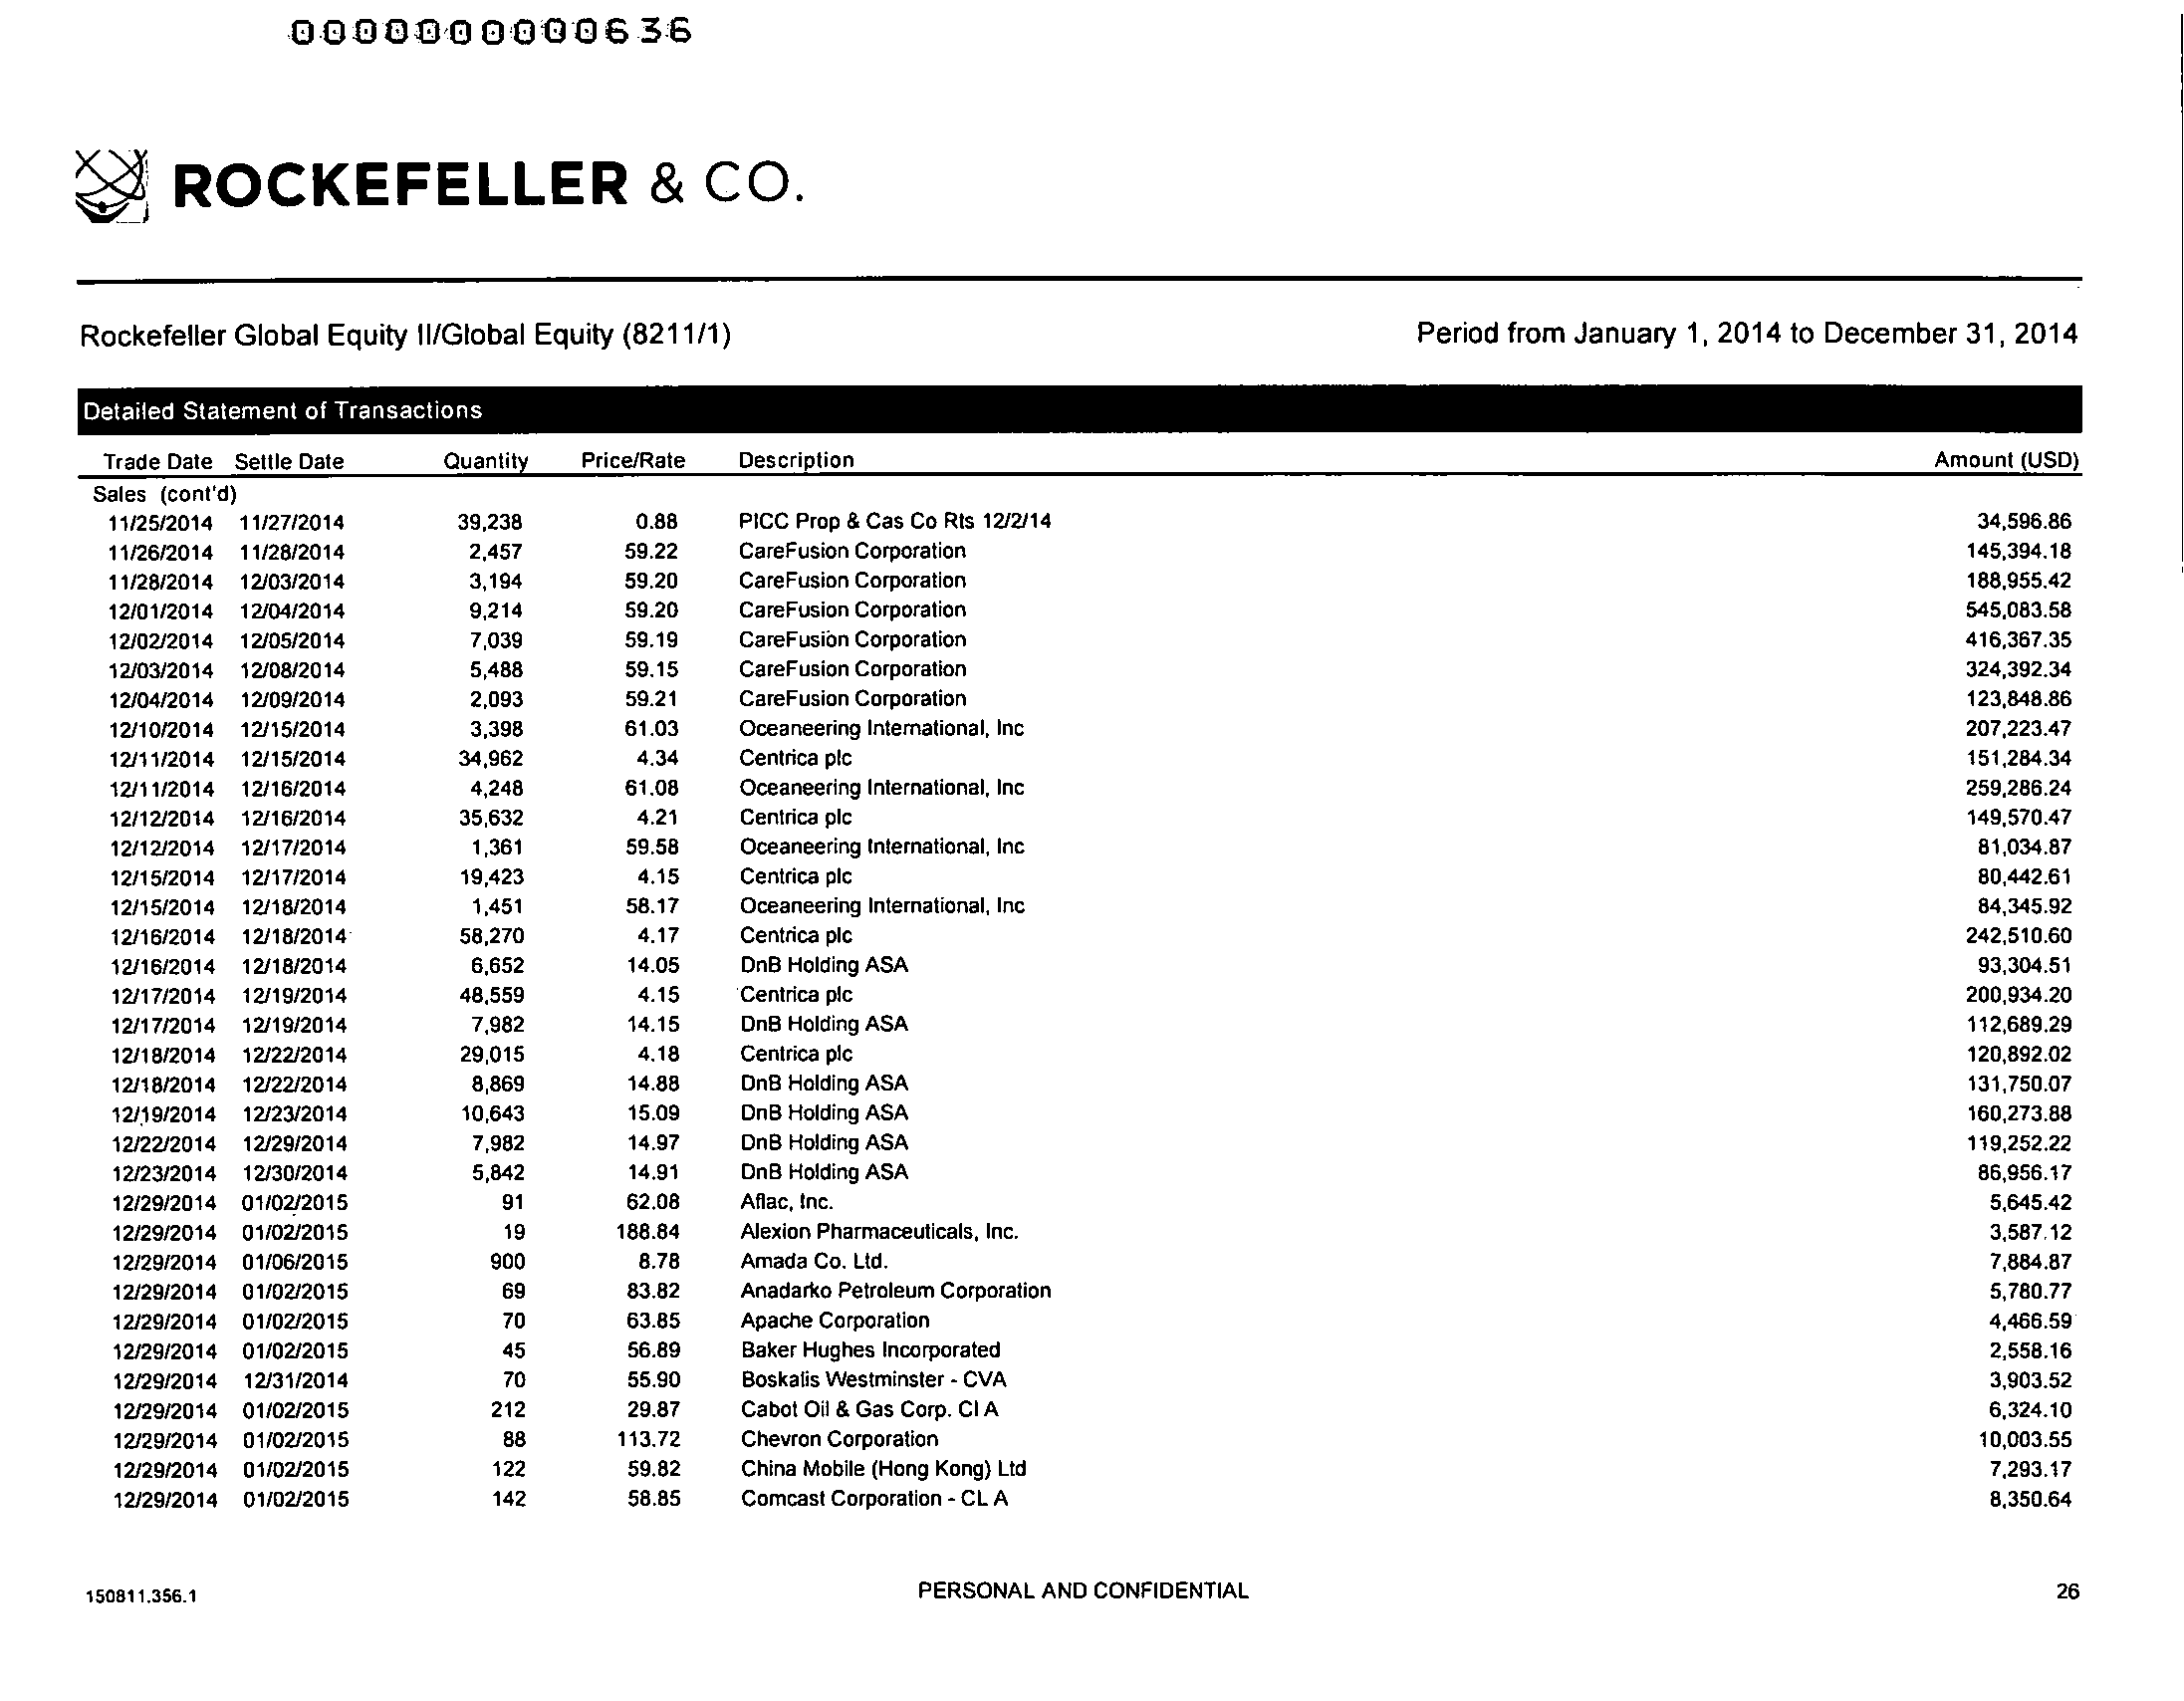 0000000000636
ROCKEFELLER & CO.
Rockefeller Global Equity II/Global Equity (8211/1) Period from January 1, 2014 to December 31, 2014
Detailed Statement of Transactions
Trade Date Settle Date Quantity Price/Rate Description Amount (USD)
Sales (cont'd)
11/25/2014 11/27/2014 39,238 0.88 PICC Prop & Cas Co Rts 12/2/14 34,596.86
11/26/2014 11/28/2014 2,457 59.22 CareFusion Corporation 145,394.18
11/28/2014 12/03/2014 3,194 59.20 CareFusion Corporation 188,955.42
12/01/2014 12/04/2014 9,214 59.20 CareFusion Corporation 545,083.58
12/02/2014 12/05/2014 7,039 59.19 CareFusion Corporation 416,367.35
12/03/2014 12/08/2014 5,488 59.15 CareFusion Corporation 324,392.34
12/04/2014 12/09/2014 2,093 59.21 CareFusion Corporation 123,848.86
12/10/2014 12/15/2014 3,398 61.03 Oceaneering International, Inc 207,223.47
12/11/2014 12/15/2014 34,962 4.34 Centrica plc 151,284.34
12/11/2014 12/16/2014 4,248 61.08 Oceaneering International, Inc 259,286.24
12/12/2014 12/16/2014 35,632 4.21 Centrica plc 149,570.47
12/12/2014 12/17/2014 1,361 59.58 Oceaneering International, Inc 81,034.87
12/15/2014 12/17/2014 19,423 4.15 Centrica plc 80,442.61
12/15/2014 12/18/2014 1,451 58.17 Oceaneering International, Inc 84,345.92
12/16/2014 12/18/2014 58,270 4.17 Centrica plc 242,510.60
12/16/2014 12/18/2014 6,652 14.05 DnB Holding ASA 93,304.51
12/17/2014 12/19/2014 48,559 4.15 Centrica plc 200,934.20
12/17/2014 12/19/2014 7,982 14.15 DnB Holding ASA 112,689.29
12/18/2014 12/22/2014 29,015 4.18 Centrica plc 120,892.02
12/18/2014 12/22/2014 8,869 14.88 DnB Holding ASA 131,750.07
12/19/2014 12/23/2014 10,643 15.09 DnB Holding ASA 160,273.88
12/22/2014 12/29/2014 7,982 14.97 DnB Holding ASA 119,252.22
12/23/2014 12/30/2014 5,842 14.91 DnB Holding ASA 86,956.17
12/29/2014 01/02/2015 91 62.08 Aflac, Inc. 5,645.42
12/29/2014 01/02/2015 19 188.84 Alexion Pharmaceuticals, Inc. 3,587.12
12/29/2014 01/06/2015 900 8.78 Amada Co. Ltd. 7,884.87
12/29/2014 01/02/2015 69 83.82 Anadarko Petroleum Corporation 5,780.77
12/29/2014 01/02/2015 70 63.85 Apache Corporation 4,466.59
12/29/2014 01/02/2015 45 56.89 Baker Hughes Incorporated 2,558.16
12/29/2014 12/31/2014 70 55.90 Boskalis Westminster - CVA 3,903.52
12/29/2014 01/02/2015 212 29.87 Cabot Oil & Gas Corp. Cl A 6,324.10
12/29/2014 01/02/2015 88 113.72 Chevron Corporation 10,003.55
12/29/2014 01/02/2015 122 59.82 China Mobile (Hong Kong) Ltd 7,293.17
12/29/2014 01/02/2015 142 58.85 Comcast Corporation - CL A 8,350.64
150811.356.1 PERSONAL AND CONFIDENTIAL 26